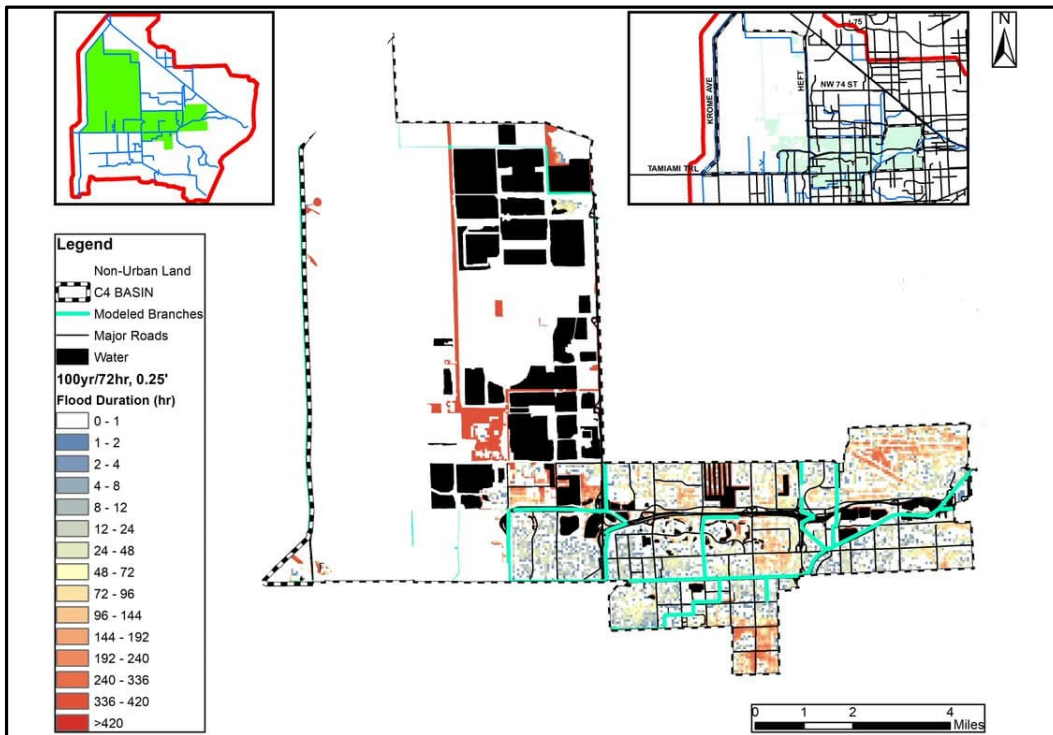 I-75
NW 74 ST
HEFT
KROME AVE
TAMIAMI TRL
N
Legend
Non-Urban Land
C4 BASIN
Modeled Branches
Major Roads
Water
100yr/72hr, 0.25'
Flood Duration (hr)
0 - 1
1 - 2
2 - 4
4 - 8
8 - 12
12 - 24
24 - 48
48 - 72
72 - 96
96 - 144
144 - 192
192 - 240
240 - 336
336 - 420
>420
0 1 2 4
Miles